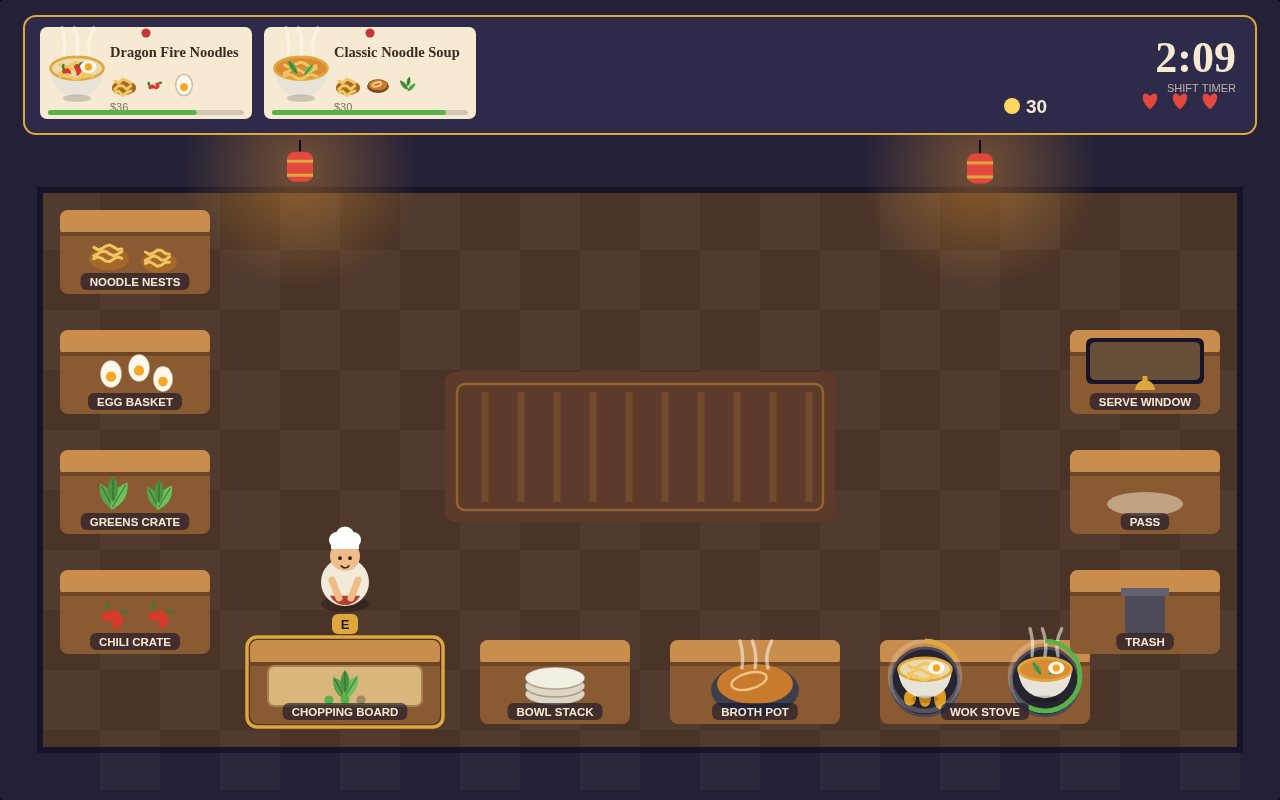 Dragon Fire Noodles
$36
Classic Noodle Soup
$30
30
2:09
SHIFT TIMER
NOODLE NESTS
EGG BASKET
SERVE WINDOW
GREENS CRATE
PASS
CHILI CRATE
E
TRASH
CHOPPING BOARD
BOWL STACK
BROTH POT
WOK STOVE